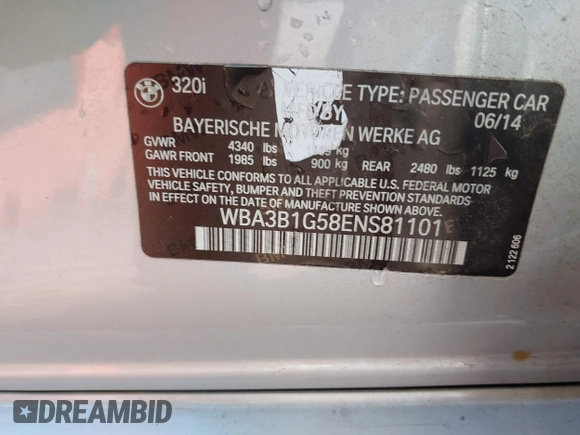 320i
VEHICLE TYPE: PASSENGER CAR
BY
06/14
BAYERISCHE MOTOREN WERKE AG
GVWR 4340 lbs kg
GAWR FRONT 1985 lbs 900 kg REAR 2480 lbs 1125 kg
THIS VEHICLE CONFORMS TO ALL APPLICABLE U.S. FEDERAL MOTOR
VEHICLE SAFETY, BUMPER AND THEFT PREVENTION STANDARDS
IN EFFECT ON THE DATE OF MANUFACTURE SHOWN ABOVE.
WBA3B1G58ENS81101
2 122 606
DREAMBID